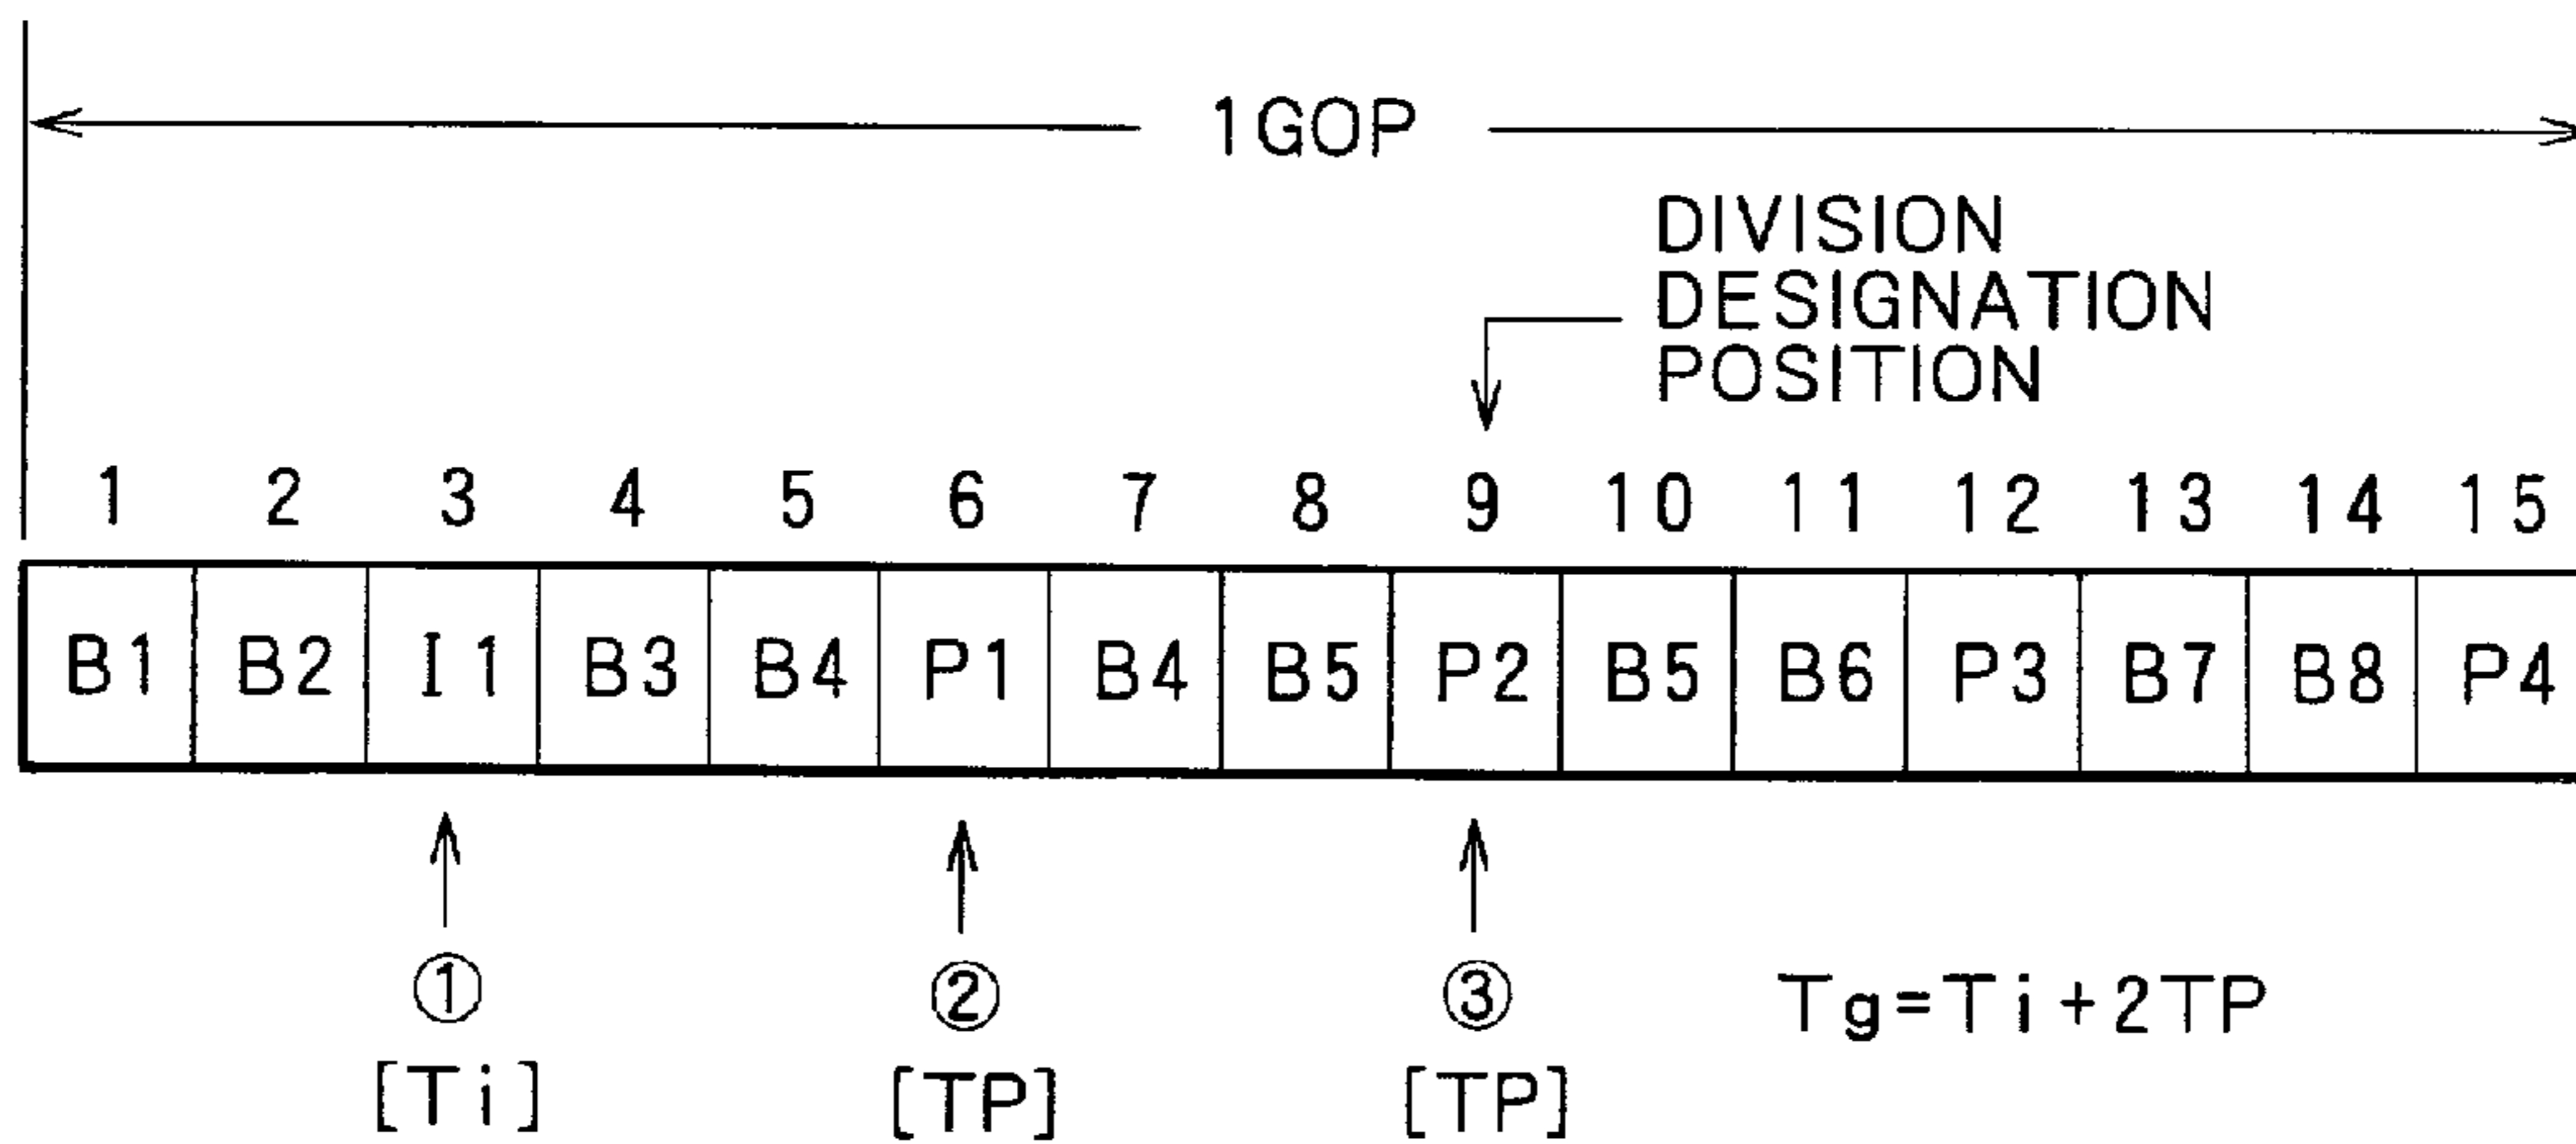 1GOP
DIVISION
DESIGNATION
POSITION
1 2 3 4 5 6 7 8 9 10 11 12 13 14 15
B1 B2 I1 B3 B4 P1 B4 B5 P2 B5 B6 P3 B7 B8 P4
① ② ③ Tg=Ti+2TP
[Ti] [TP] [TP]